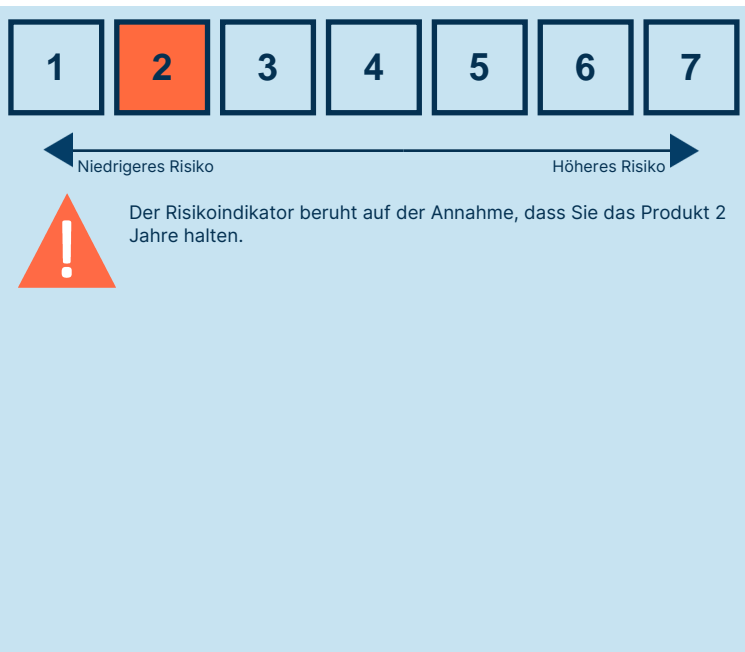 1 2 3 4 5 6 7
Niedrigeres Risiko Höheres Risiko
Der Risikoindikator beruht auf der Annahme, dass Sie das Produkt 2
Jahre halten.